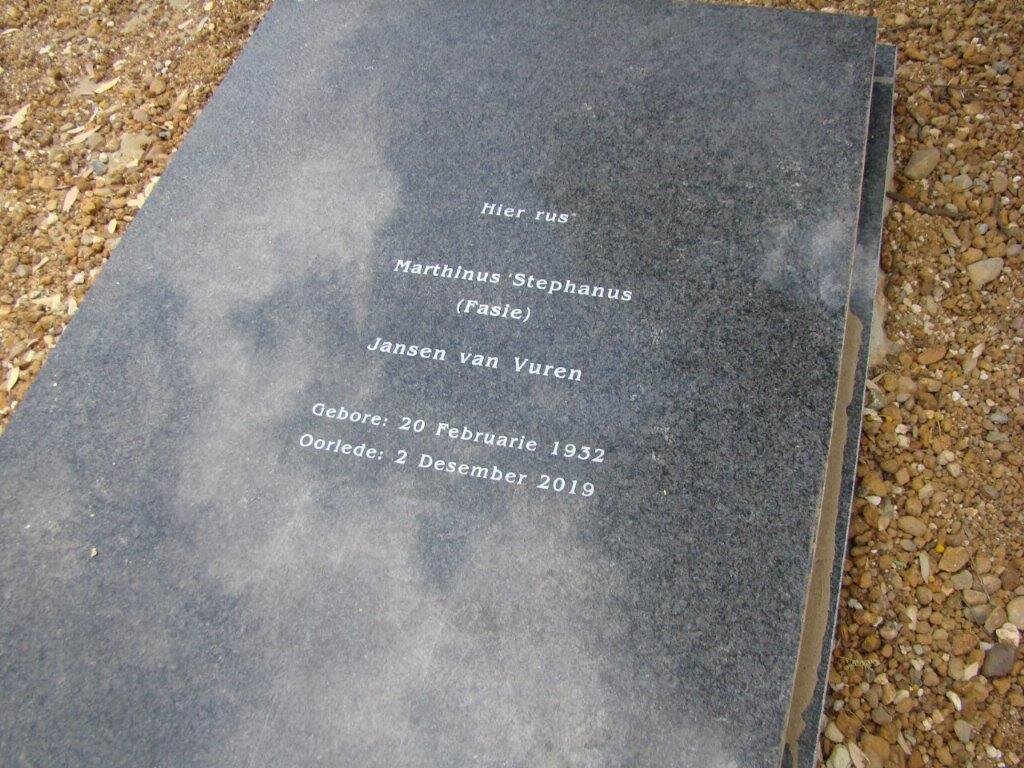 Hier rus
Marthinus Stephanus
(Fasie)
Jansen van Vuren
Gebore: 20 Februarie 1932
Oorlede: 2 Desember 2019